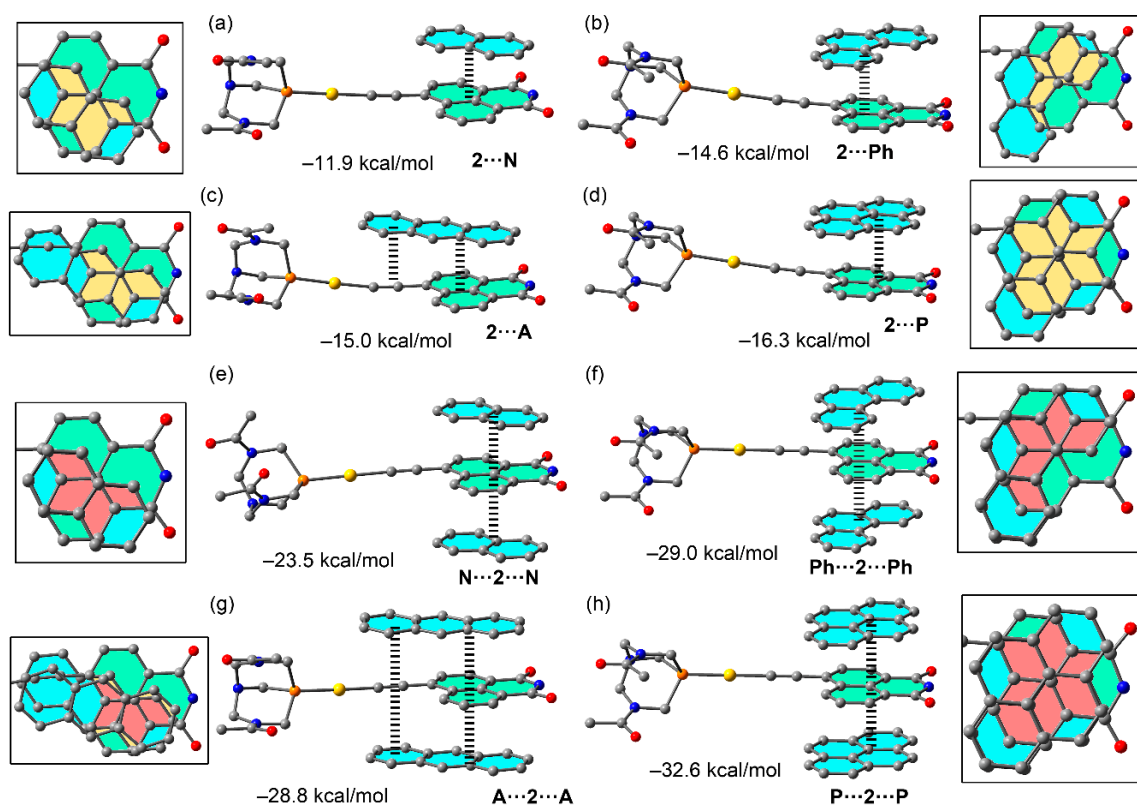 (a)
–11.9 kcal/mol
2···N
(b)
–14.6 kcal/mol
2···Ph
(c)
–15.0 kcal/mol
2···A
(d)
–16.3 kcal/mol
2···P
(e)
–23.5 kcal/mol
N···2···N
(f)
–29.0 kcal/mol
Ph···2···Ph
(g)
–28.8 kcal/mol
A···2···A
(h)
–32.6 kcal/mol
P···2···P